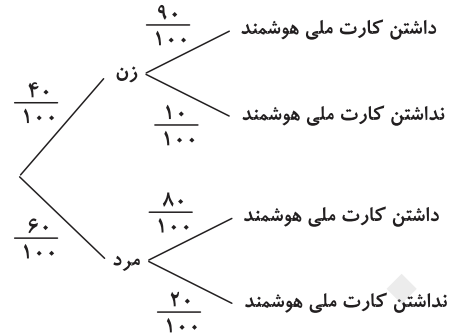 ۹۰/۱۰۰
داشتن کارت ملی هوشمند
زن
۴۰/۱۰۰
۱۰/۱۰۰
نداشتن کارت ملی هوشمند
۸۰/۱۰۰
داشتن کارت ملی هوشمند
۶۰/۱۰۰
مرد
۲۰/۱۰۰
نداشتن کارت ملی هوشمند